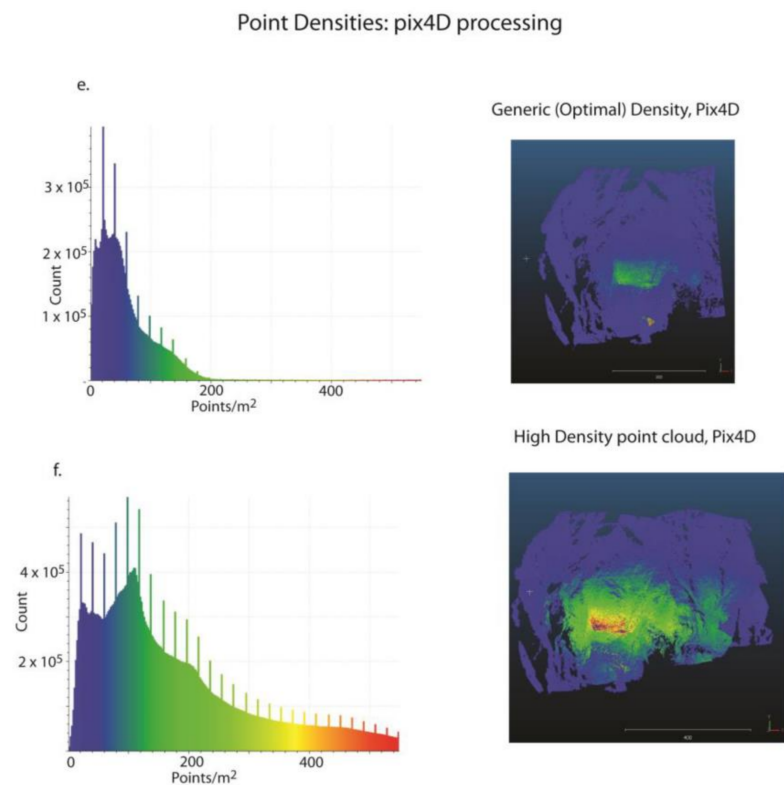 Point Densities: pix4D processing
e.
Generic (Optimal) Density, Pix4D
3 x 10⁵
2 x 10⁵
1 x 10⁵
Count
0
200
400
Points/m²
f.
High Density point cloud, Pix4D
4 x 10⁵
2 x 10⁵
Count
0
200
400
Points/m²